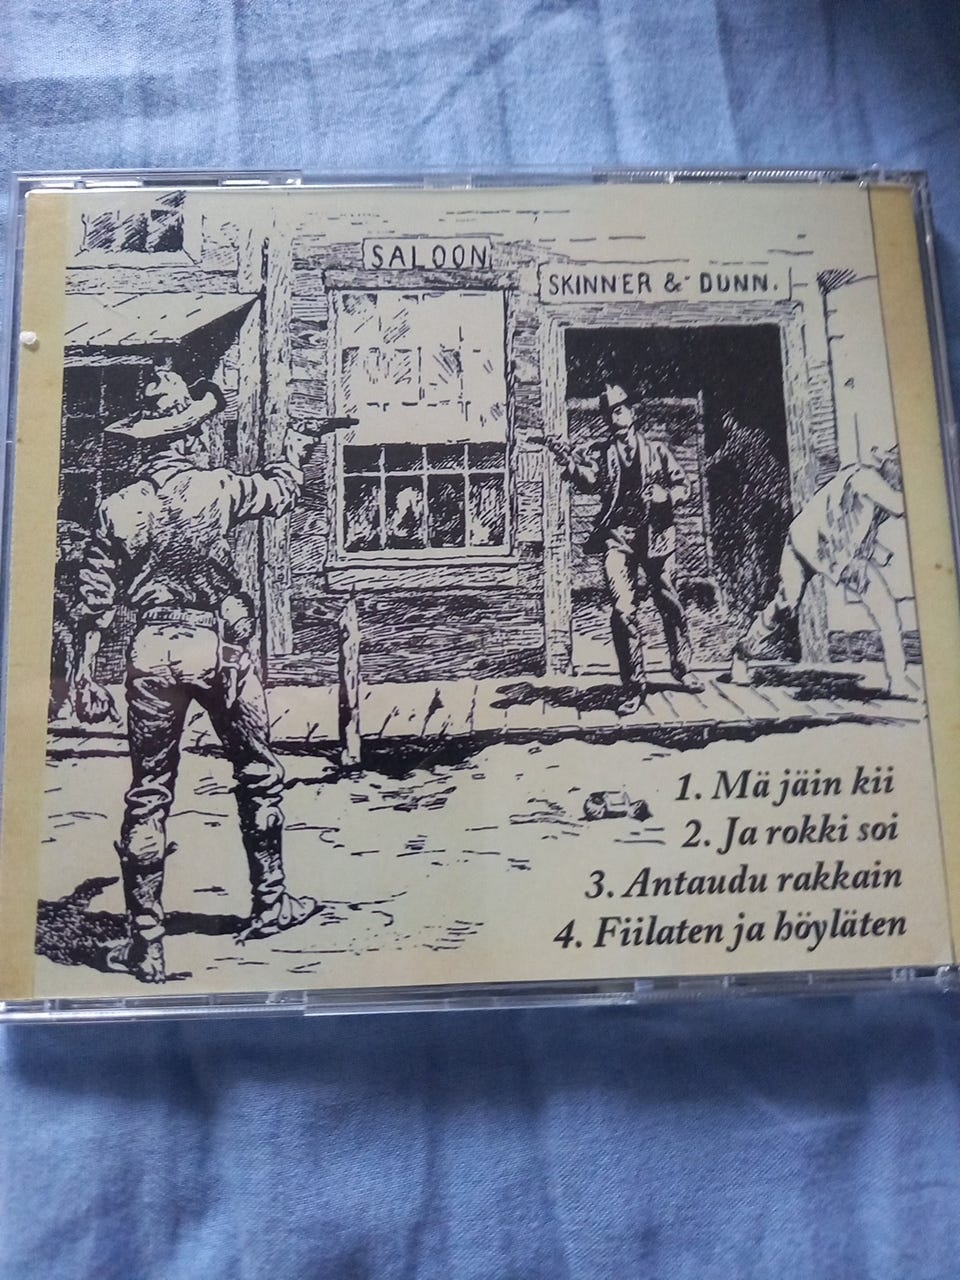 SALOON
SKINNER & DUNN.
1. Mä jäin kii
2. Ja rokki soi
3. Antaudu rakkain
4. Fiilaten ja höyläten